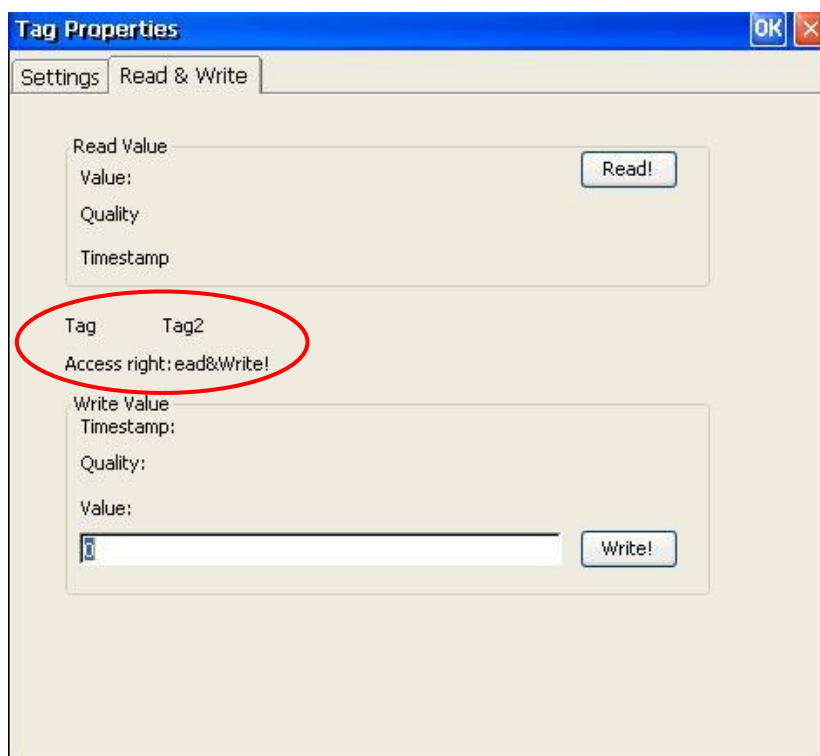 Tag Properties OK
Settings Read & Write
Read Value
Read!
Value:
Quality
Timestamp
Tag Tag2
Access right: ead&Write!
Write Value
Timestamp:
Quality:
Value:
0 Write!